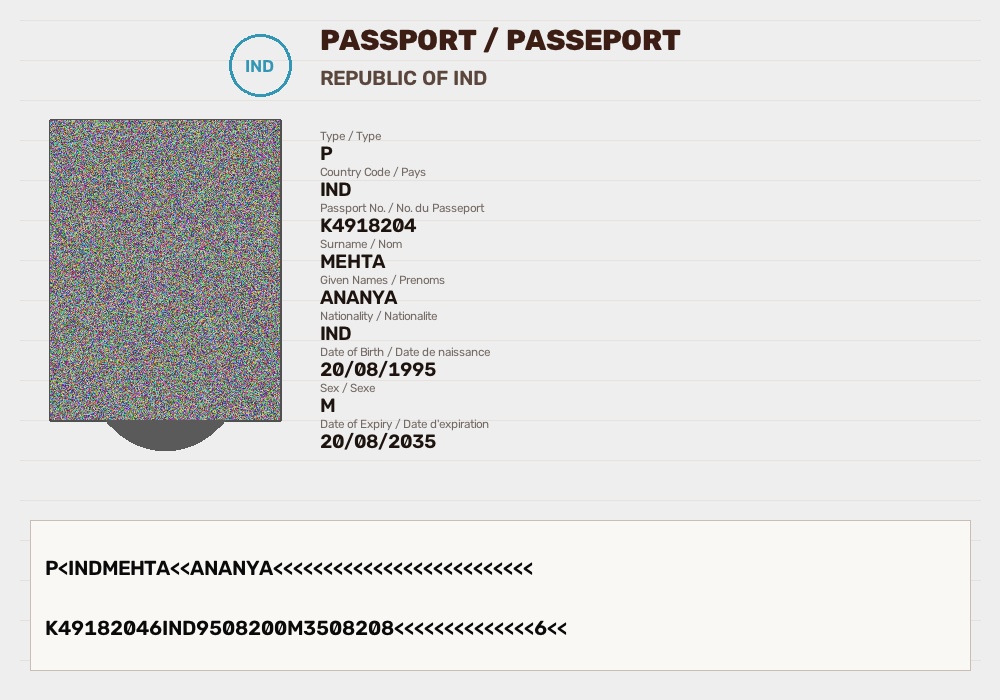 IND
PASSPORT / PASSEPORT
REPUBLIC OF IND
Type / Type
P
Country Code / Pays
IND
Passport No. / No. du Passeport
K4918204
Surname / Nom
MEHTA
Given Names / Prenoms
ANANYA
Nationality / Nationalite
IND
Date of Birth / Date de naissance
20/08/1995
Sex / Sexe
M
Date of Expiry / Date d'expiration
20/08/2035
P<INDMEHTA<<ANANYA<<<<<<<<<<<<<<<<<<<<<<<<<<
K49182046IND9508200M3508208<<<<<<<<<<<<<<6<<